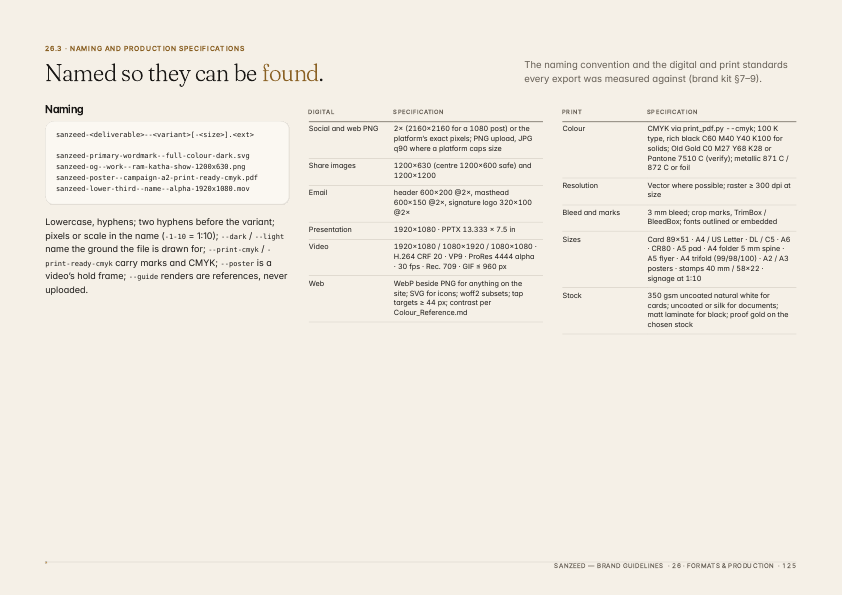 26.3 · NAMING AND PRODUCTION SPECIFICATIONS
Named so they can be found.
The naming convention and the digital and print standards
every export was measured against (brand kit §7–9).
Naming
sanzeed-<deliverable>--<variant>[-<size>].<ext>
sanzeed-primary-wordmark--full-colour-dark.svg
sanzeed-og--work--ram-katha-show-1200x630.png
sanzeed-poster--campaign-a2-print-ready-cmyk.pdf
sanzeed-lower-third--name--alpha-1920x1080.mov
Lowercase, hyphens; two hyphens before the variant;
pixels or scale in the name (-1-10 = 1:10); --dark / --light
name the ground the file is drawn for; --print-cmyk / -
print-ready-cmyk carry marks and CMYK; --poster is a
video's hold frame; --guide renders are references, never
uploaded.
DIGITAL SPECIFICATION
Social and web PNG 2× (2160×2160 for a 1080 post) or the
platform's exact pixels; PNG upload, JPG
q90 where a platform caps size
Share images 1200×630 (centre 1200×600 safe) and
1200×1200
Email header 600×200 @2×, masthead
600×150 @2×, signature logo 320×100
@2×
Presentation 1920×1080 · PPTX 13.333 × 7.5 in
Video 1920×1080 / 1080×1920 / 1080×1080 ·
H.264 CRF 20 · VP9 · ProRes 4444 alpha
· 30 fps · Rec. 709 · GIF ≤ 960 px
Web WebP beside PNG for anything on the
site; SVG for icons; woff2 subsets; tap
targets ≥ 44 px; contrast per
Colour_Reference.md
PRINT SPECIFICATION
Colour CMYK via print_pdf.py --cmyk; 100 K
type, rich black C60 M40 Y40 K100 for
solids; Old Gold C0 M27 Y68 K28 or
Pantone 7510 C (verify); metallic 871 C /
872 C or foil
Resolution Vector where possible; raster ≥ 300 dpi at
size
Bleed and marks 3 mm bleed; crop marks, TrimBox /
BleedBox; fonts outlined or embedded
Sizes Card 89×51 · A4 / US Letter · DL / C5 · A6
· CR80 · A5 pad · A4 folder 5 mm spine ·
A5 flyer · A4 trifold (99/98/100) · A2 / A3
posters · stamps 40 mm / 58×22 ·
signage at 1:10
Stock 350 gsm uncoated natural white for
cards; uncoated or silk for documents;
matt laminate for black; proof gold on the
chosen stock
SANZEED — BRAND GUIDELINES · 26 · FORMATS & PRODUCTION · 125